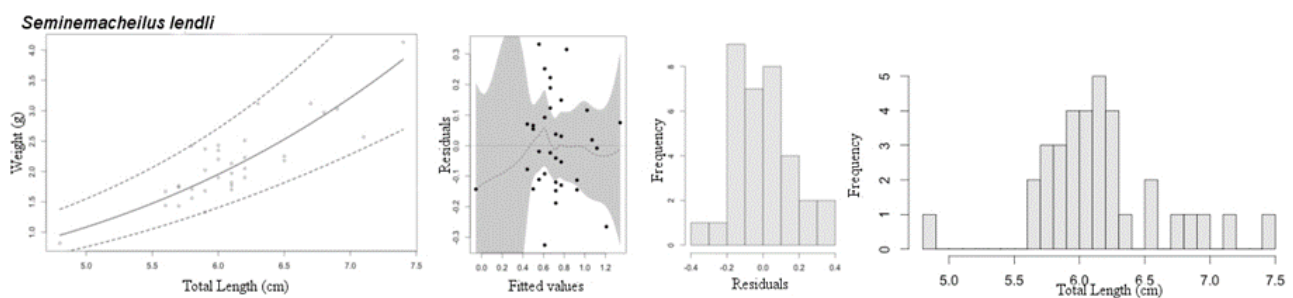 Seminemacheilus lendli
Weight (g)
4.0
3.5
3.0
2.5
2.0
1.5
1.0
5.0 5.5 6.0 6.5 7.0 7.5
Total Length (cm)
Residuals
0.3
0.2
0.1
0.0
-0.1
-0.2
-0.3
0.0 0.2 0.4 0.6 0.8 1.0 1.2
Fitted values
Frequency
8
6
4
2
0
-0.4 -0.2 0.0 0.2 0.4
Residuals
Frequency
5
4
3
2
1
0
5.0 5.5 6.0 6.5 7.0 7.5
Total Length (cm)